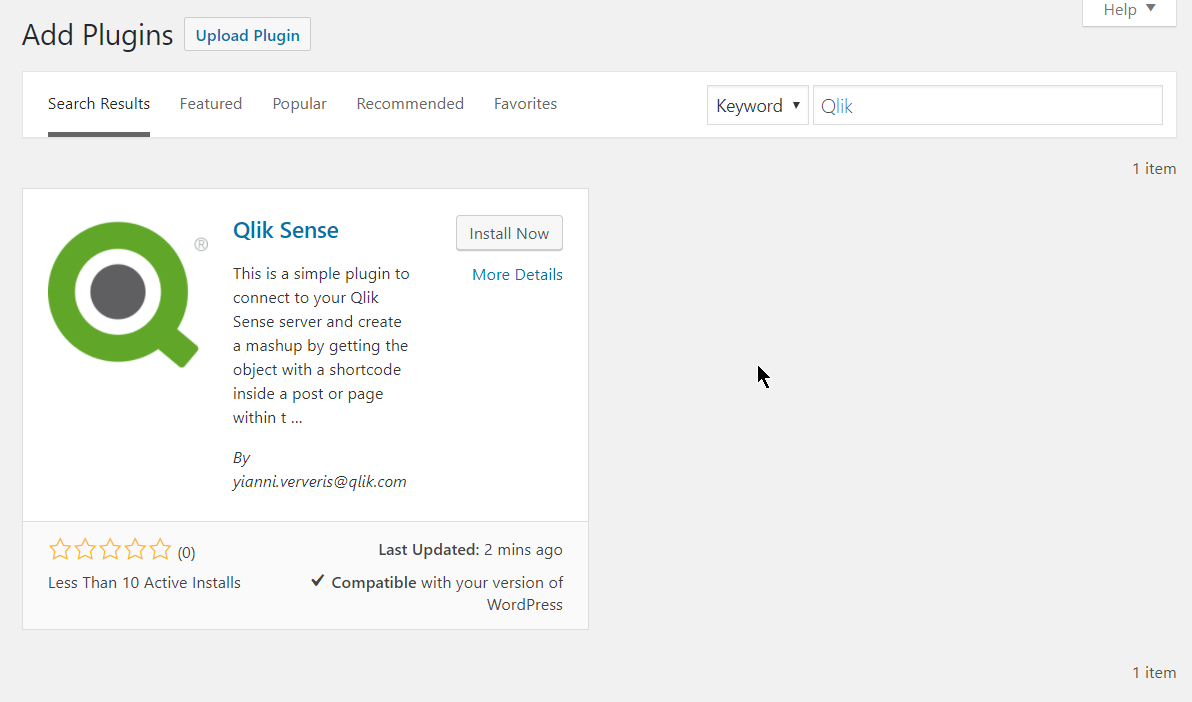 Help ▼
Add Plugins Upload Plugin
Search Results Featured Popular Recommended Favorites Keyword ▼ Qlik
1 item
®
Qlik Sense
Install Now
More Details
This is a simple plugin to
connect to your Qlik
Sense server and create
a mashup by getting the
object with a shortcode
inside a post or page
within t ...
By
yianni.ververis@qlik.com
(0)
Less Than 10 Active Installs
Last Updated: 2 mins ago
✓ Compatible with your version of
WordPress
1 item